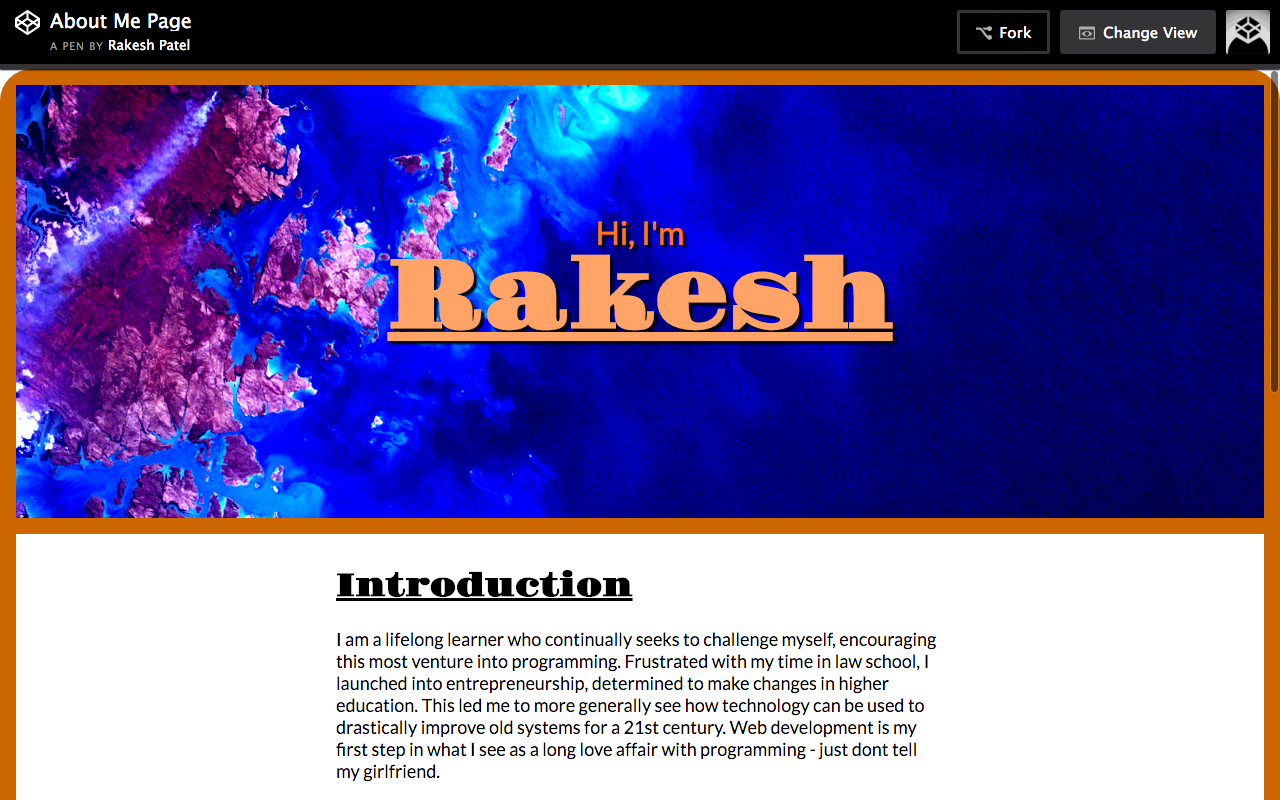 About Me Page
A PEN BY Rakesh Patel
Fork
Change View
Hi, I'm
Rakesh
Introduction
I am a lifelong learner who continually seeks to challenge myself, encouraging
this most venture into programming. Frustrated with my time in law school, I
launched into entrepreneurship, determined to make changes in higher
education. This led me to more generally see how technology can be used to
drastically improve old systems for a 21st century. Web development is my
first step in what I see as a long love affair with programming - just dont tell
my girlfriend.